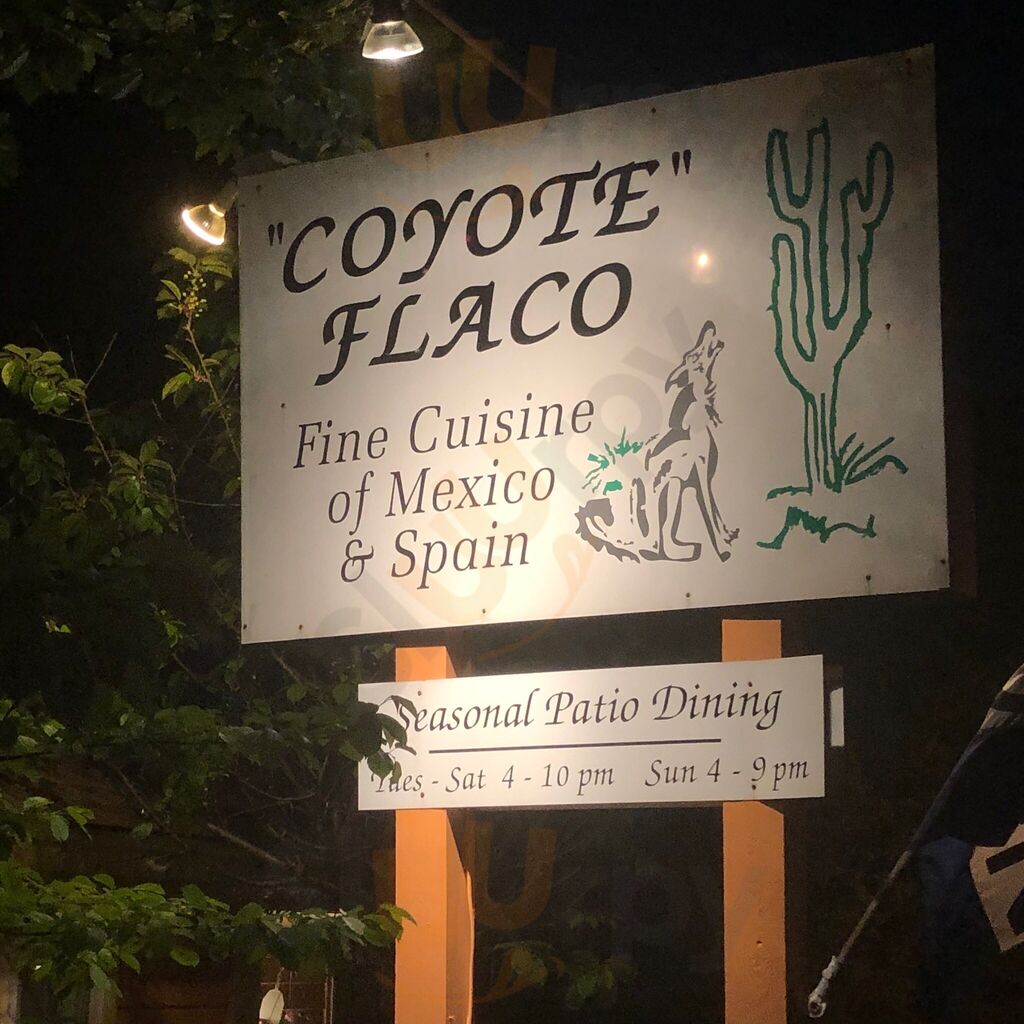 "COYOTE"
FLACO
Fine Cuisine
of Mexico
& Spain
Seasonal Patio Dining
Tues - Sat 4 - 10 pm Sun 4 - 9 pm